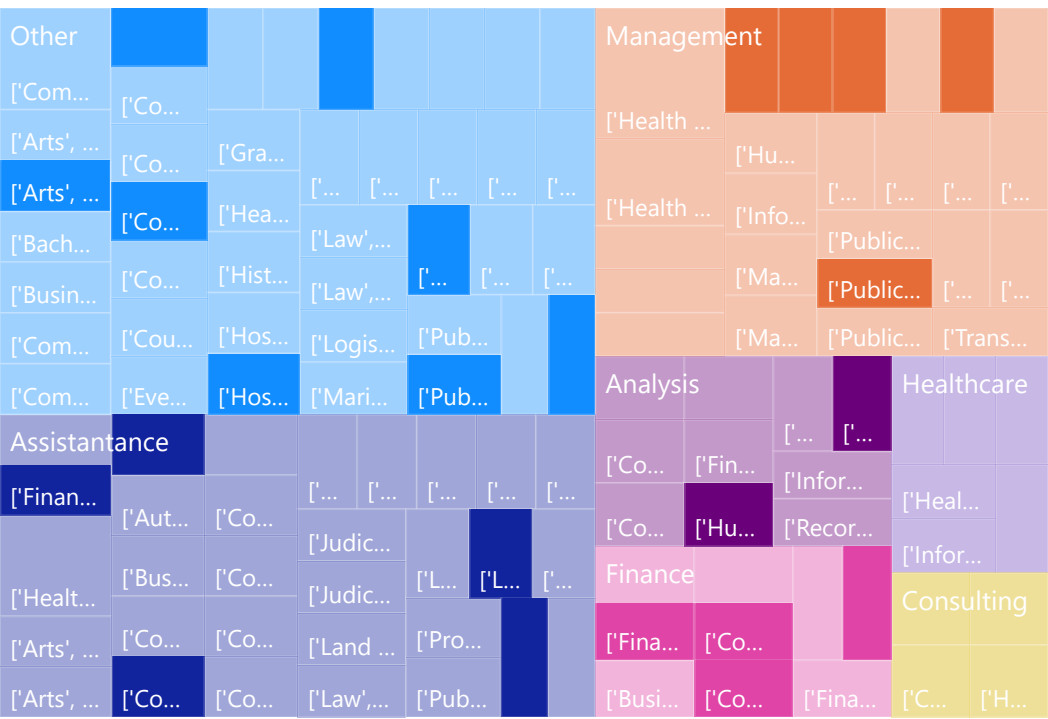 Other
['Com...
['Arts', ...
['Arts', ...
['Bach...
['Busin...
['Com...
['Com...
['Co...
['Co...
['Co...
['Co...
['Cou...
['Eve...
['Gra...
['Hea...
['Hist...
['Hos...
['Hos...
['...
['...
['...
['...
['...
['Law',...
['Law',...
['Logis...
['Mari...
['...
['...
['...
['Pub...
['Pub...
Assistantance
['Finan...
['Healt...
['Arts', ...
['Arts', ...
['Aut...
['Bus...
['Co...
['Co...
['Co...
['Co...
['Co...
['Co...
['...
['...
['...
['...
['...
['Judic...
['Judic...
['Land ...
['Law',...
['L...
['L...
['...
['Pro...
['Pub...
Management
['Health ...
['Health ...
['Hu...
['Info...
['Ma...
['Ma...
['...
['...
['...
['...
['Public...
['Public...
['Public...
['...
['...
['Trans...
Analysis
['Co...
['Co...
['Fin...
['Hu...
['...
['...
['Infor...
['Recor...
Healthcare
['Heal...
['Infor...
Finance
['Fina...
['Busi...
['Co...
['Co...
['Fina...
Consulting
['C...
['H...